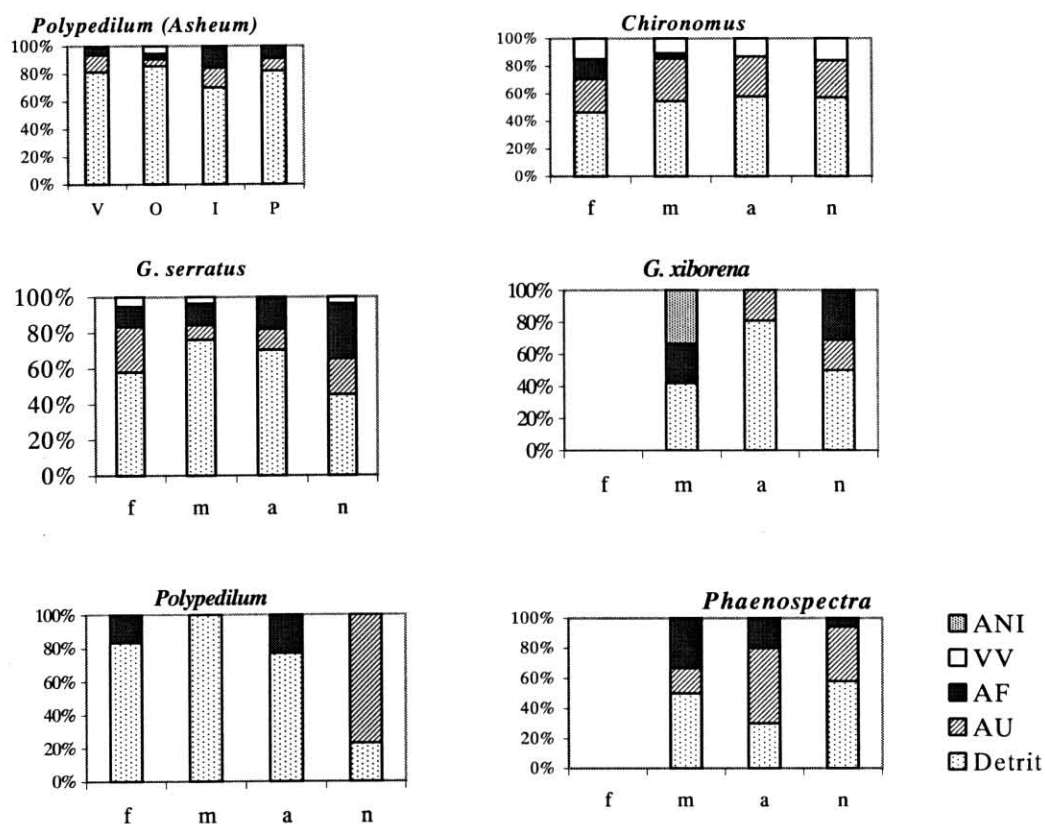 Polypedilum (Asheum)
100%
80%
60%
40%
20%
0%
V O I P
Chironomus
100%
80%
60%
40%
20%
0%
f m a n
G. serratus
100%
80%
60%
40%
20%
0%
f m a n
G. xiborena
100%
80%
60%
40%
20%
0%
f m a n
Polypedilum
100%
80%
60%
40%
20%
0%
f m a n
Phaenospectra
100%
80%
60%
40%
20%
0%
f m a n
ANI
VV
AF
AU
Detrit